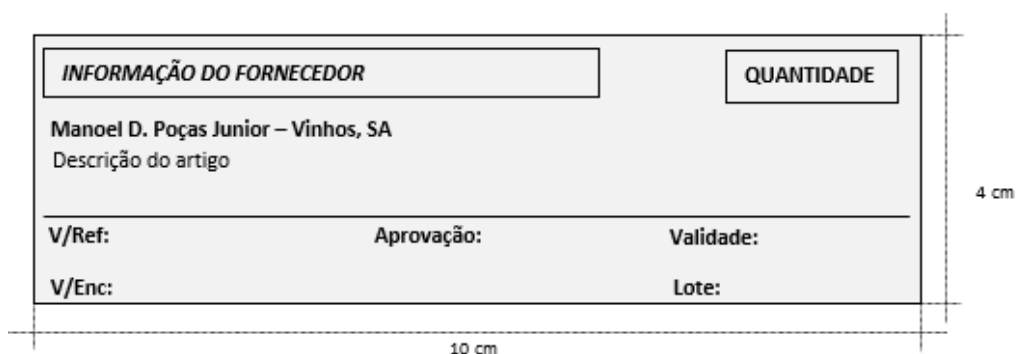 INFORMAÇÃO DO FORNECEDOR
QUANTIDADE
Manoel D. Poças Junior – Vinhos, SA
Descrição do artigo
4 cm
V/Ref: Aprovação: Validade:
V/Enc: Lote:
10 cm